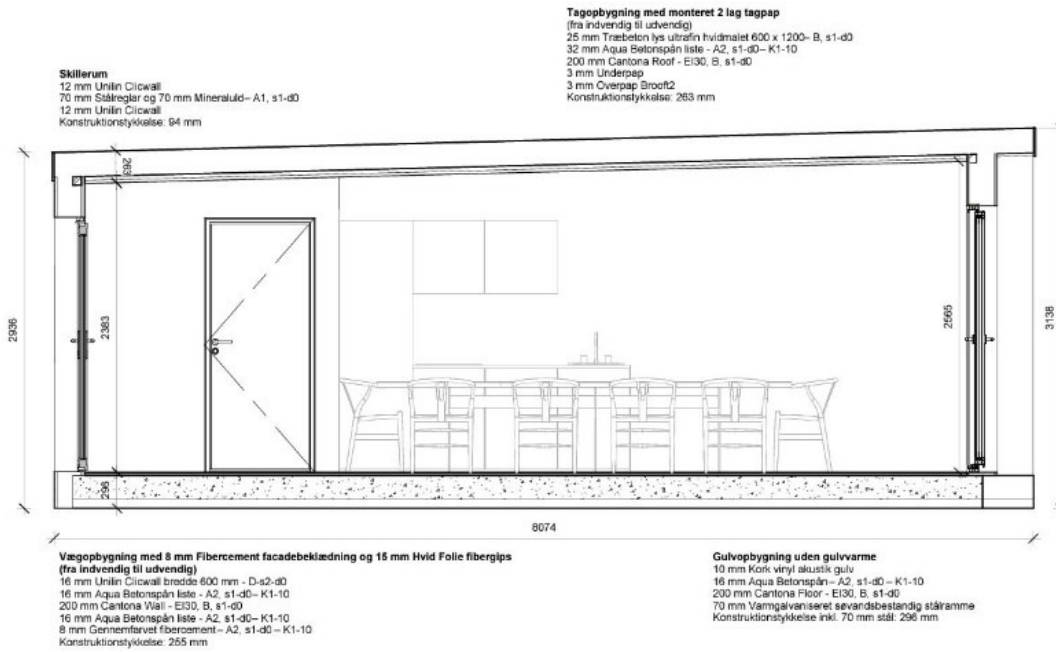 Tagopbygning med monteret 2 lag tagpap
(fra indvendig til udvendig)
25 mm Træbeton lys ultrafin hvidmalet 600 x 1200– B, s1-d0
32 mm Aqua Betonspån liste - A2, s1-d0– K1-10
200 mm Cantona Roof - EI30, B, s1-d0
3 mm Underpap
3 mm Overpap Brooft2
Konstruktionstykkelse: 263 mm
Skillerum
12 mm Unilin Clicwall
70 mm Stålreglar og 70 mm Mineraluld– A1, s1-d0
12 mm Unilin Clicwall
Konstruktionstykkelse: 94 mm
263
2936
2383
2565
3138
296
8074
Vægopbygning med 8 mm Fibercement facadebeklædning og 15 mm Hvid Folie fibergips
(fra indvendig til udvendig)
16 mm Unilin Clicwall bredde 600 mm - D-s2-d0
16 mm Aqua Betonspån liste - A2, s1-d0– K1-10
200 mm Cantona Wall - EI30, B, s1-d0
16 mm Aqua Betonspån liste - A2, s1-d0– K1-10
8 mm Gennemfarvet fibercement – A2, s1-d0 – K1-10
Konstruktionstykkelse: 255 mm
Gulvopbygning uden gulvvarme
10 mm Kork vinyl akustik gulv
16 mm Aqua Betonspån– A2, s1-d0 – K1-10
200 mm Cantona Floor - EI30, B, s1-d0
70 mm Varmgalvaniseret søvandsbestandig stålramme
Konstruktionstykkelse inkl. 70 mm stål: 296 mm